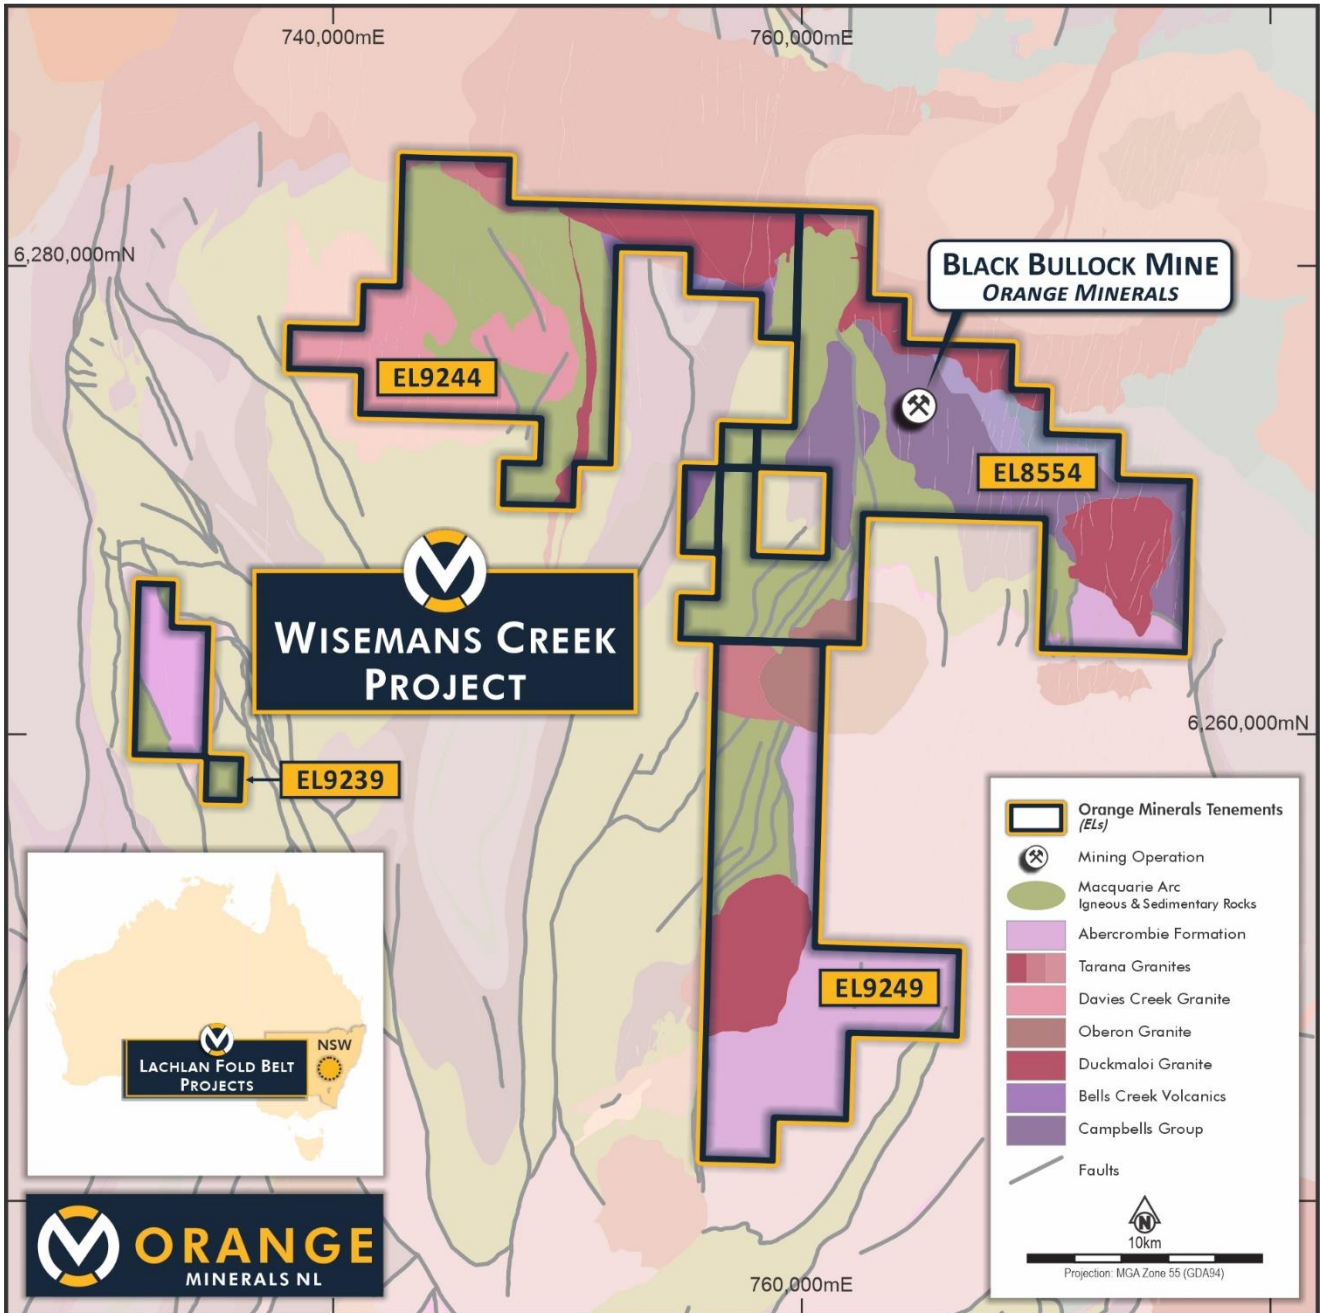 740,000mE
760,000mE
6,280,000mN
BLACK BULLOCK MINE
ORANGE MINERALS
EL9244
EL8554
WISEMANS CREEK
PROJECT
6,260,000mN
EL9239
EL9249
NSW
LACHLAN FOLD BELT
PROJECTS
Orange Minerals Tenements
(ELs)
Mining Operation
Macquarie Arc
Igneous & Sedimentary Rocks
Abercrombie Formation
Tarana Granites
Davies Creek Granite
Oberon Granite
Duckmaloi Granite
Bells Creek Volcanics
Campbells Group
Faults
N
10km
Projection: MGA Zone 55 (GDA94)
ORANGE
MINERALS NL
760,000mE